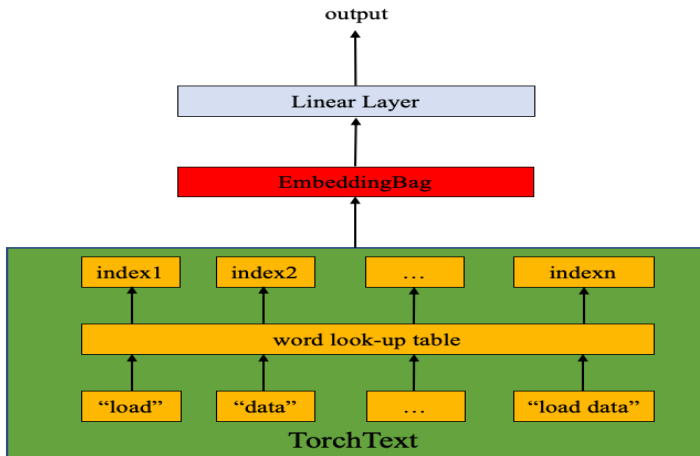 output
Linear Layer
EmbeddingBag
index1 index2 … indexn
word look-up table
“load” “data” … “load data”
TorchText